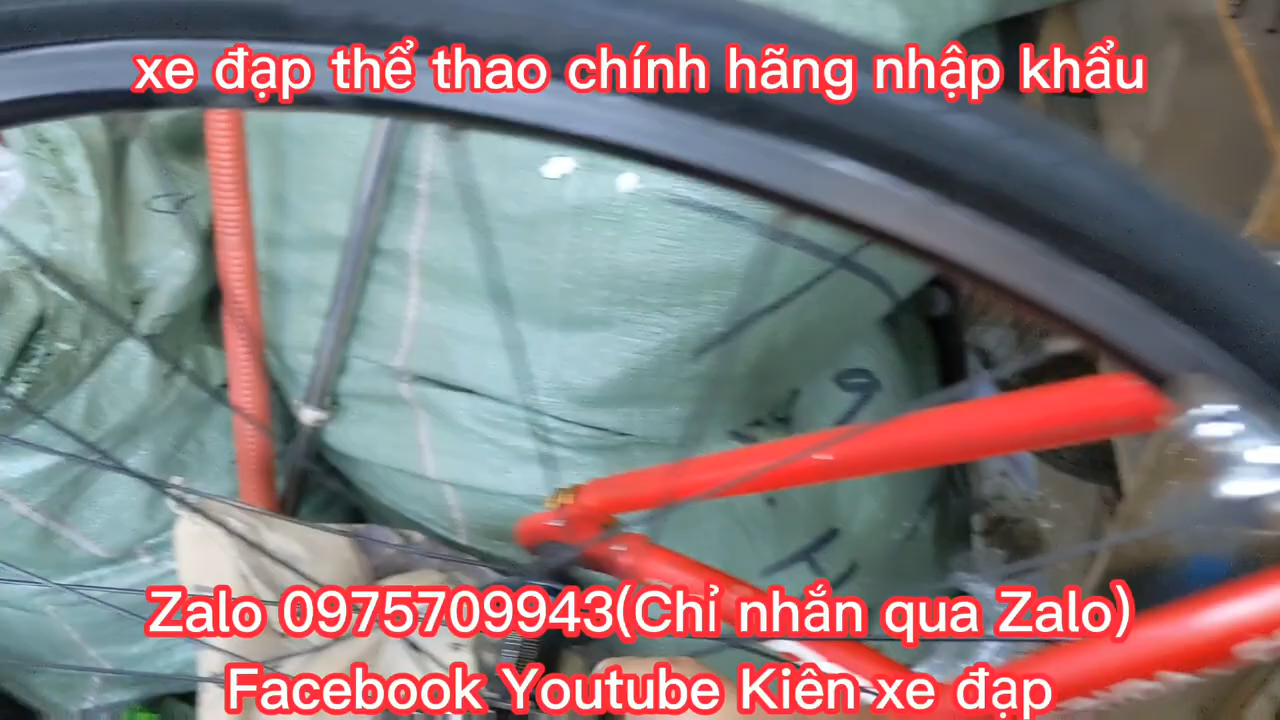 xe đạp thể thao chính hãng nhập khẩu
Zalo 0975709943(Chỉ nhắn qua Zalo)
Facebook Youtube Kiên xe đạp